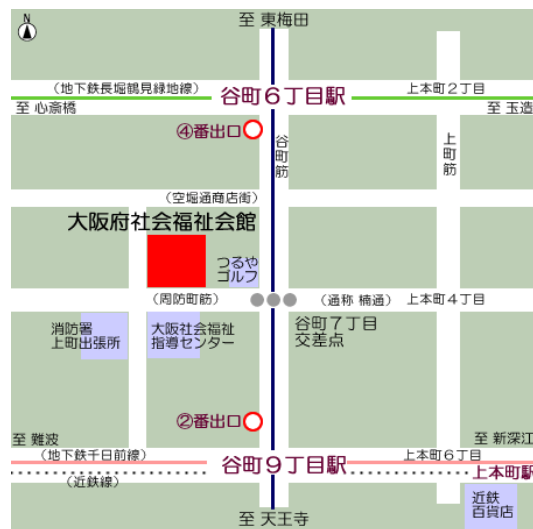 N
至 東梅田
(地下鉄長堀鶴見緑地線)
谷町6丁目駅
上本町2丁目
至 心斎橋
至 玉造
④番出口
谷町筋
上町筋
(空堀通商店街)
大阪府社会福祉会館
つるや
ゴルフ
(周防町筋)
(通称 楠通)
上本町4丁目
消防署
上町出張所
大阪社会福祉
指導センター
谷町7丁目
交差点
②番出口
至 難波
至 新深江
(地下鉄千日前線)
谷町9丁目駅
上本町6丁目
上本町駅
(近鉄線)
近鉄
百貨店
至 天王寺